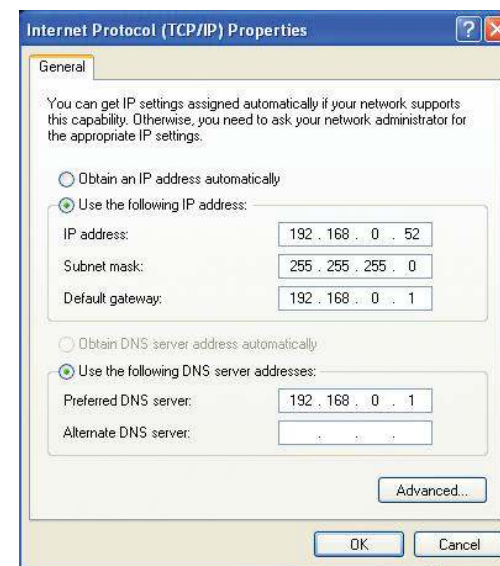 Internet Protocol (TCP/IP) Properties
General
You can get IP settings assigned automatically if your network supports
this capability. Otherwise, you need to ask your network administrator for
the appropriate IP settings.
Obtain an IP address automatically
Use the following IP address:
IP address: 192 . 168 . 0 . 52
Subnet mask: 255 . 255 . 255 . 0
Default gateway: 192 . 168 . 0 . 1
Obtain DNS server address automatically
Use the following DNS server addresses:
Preferred DNS server: 192 . 168 . 0 . 1
Alternate DNS server: . . .
Advanced...
OK Cancel